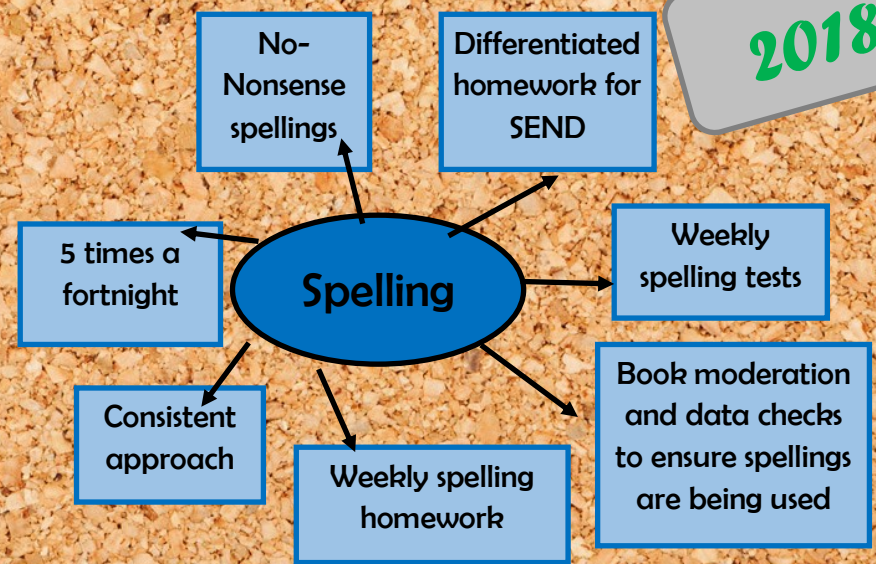 2018
No-
Nonsense
spellings
Differentiated
homework for
SEND
5 times a
fortnight
Spelling
Weekly
spelling tests
Consistent
approach
Weekly spelling
homework
Book moderation
and data checks
to ensure spellings
are being used